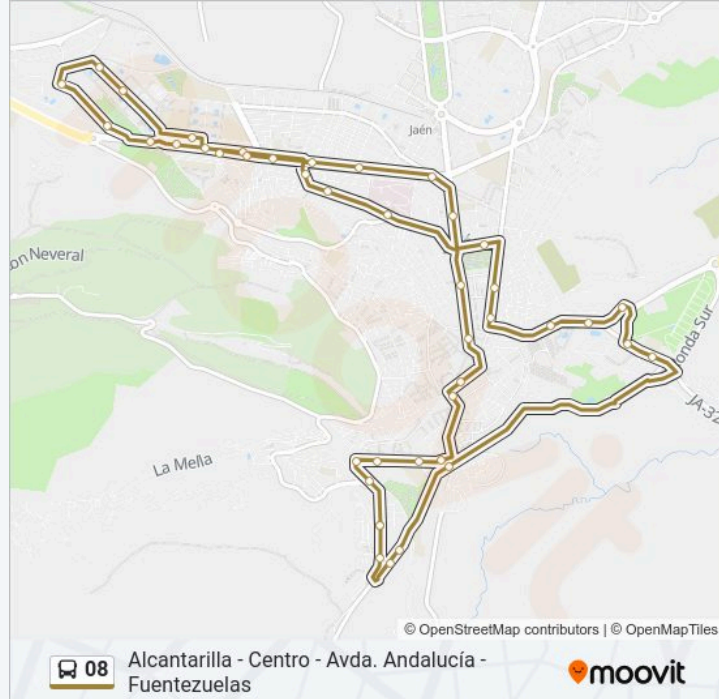 Jaén
on Neveral
onda Sur
JA-32
La Mella
© OpenStreetMap contributors | © OpenMapTiles
08
Alcantarilla - Centro - Avda. Andalucía -
Fuentezuelas
moovit